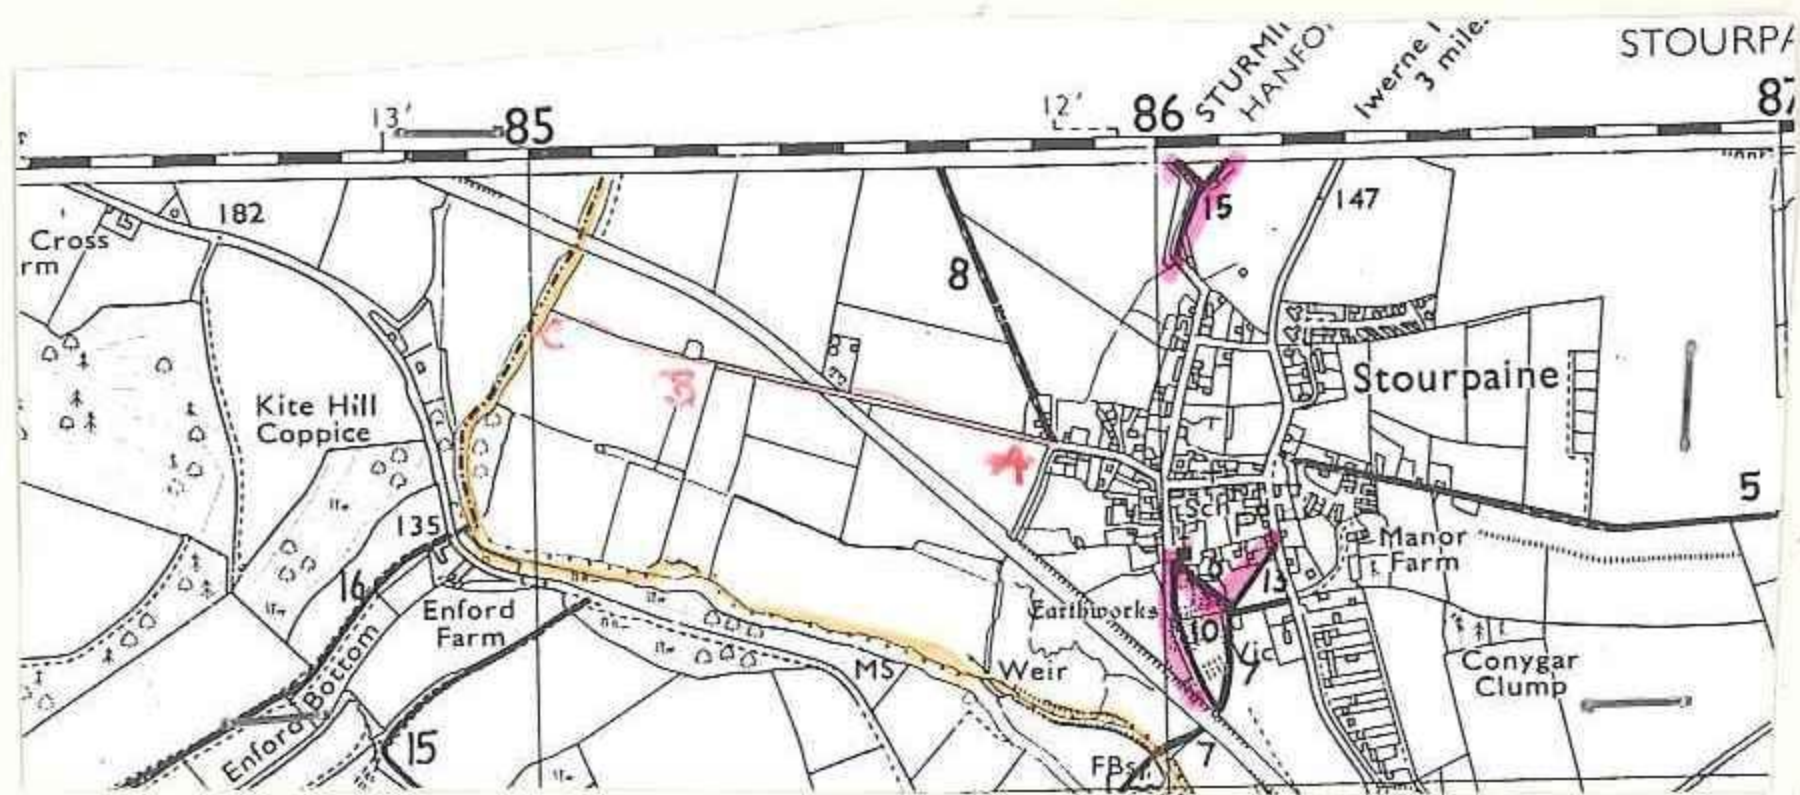 STOURPA
STURMI
HANFO
Iwerne
3 mile
13'
85
12'
86
87
182
15
147
Cross
rm
8
C
B
Stourpaine
Kite Hill
Coppice
A
5
Sch
135
Manor
Farm
16
13
Enford
Farm
Earthworks
10
Vic
MS
Weir
7
Conygar
Clump
Enford Bottom
15
FBs
7